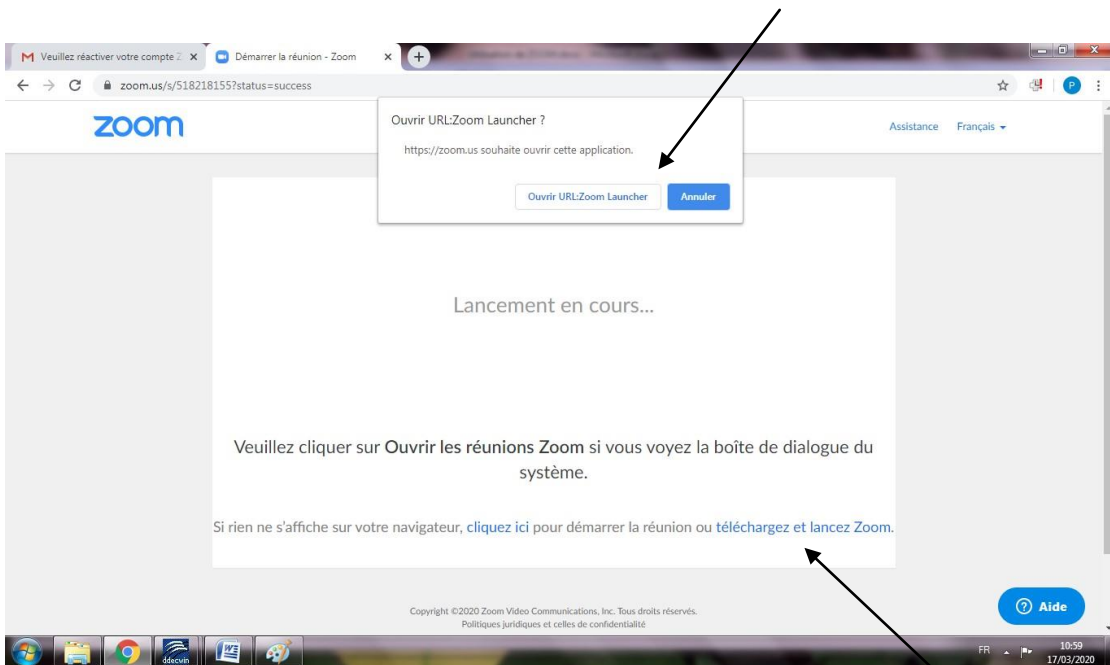 Veuillez réactiver votre compte Z
Démarrer la réunion - Zoom
zoom.us/s/518218155?status=success
P
zoom
Assistance
Français
Ouvrir URL:Zoom Launcher ?
https://zoom.us souhaite ouvrir cette application.
Ouvrir URL:Zoom Launcher
Annuler
Lancement en cours...
Veuillez cliquer sur Ouvrir les réunions Zoom si vous voyez la boîte de dialogue du
système.
Si rien ne s'affiche sur votre navigateur, cliquez ici pour démarrer la réunion ou téléchargez et lancez Zoom.
Copyright ©2020 Zoom Video Communications, Inc. Tous droits réservés.
Politiques juridiques et celles de confidentialité
Aide
ddecwin
FR
10:59
17/03/2020